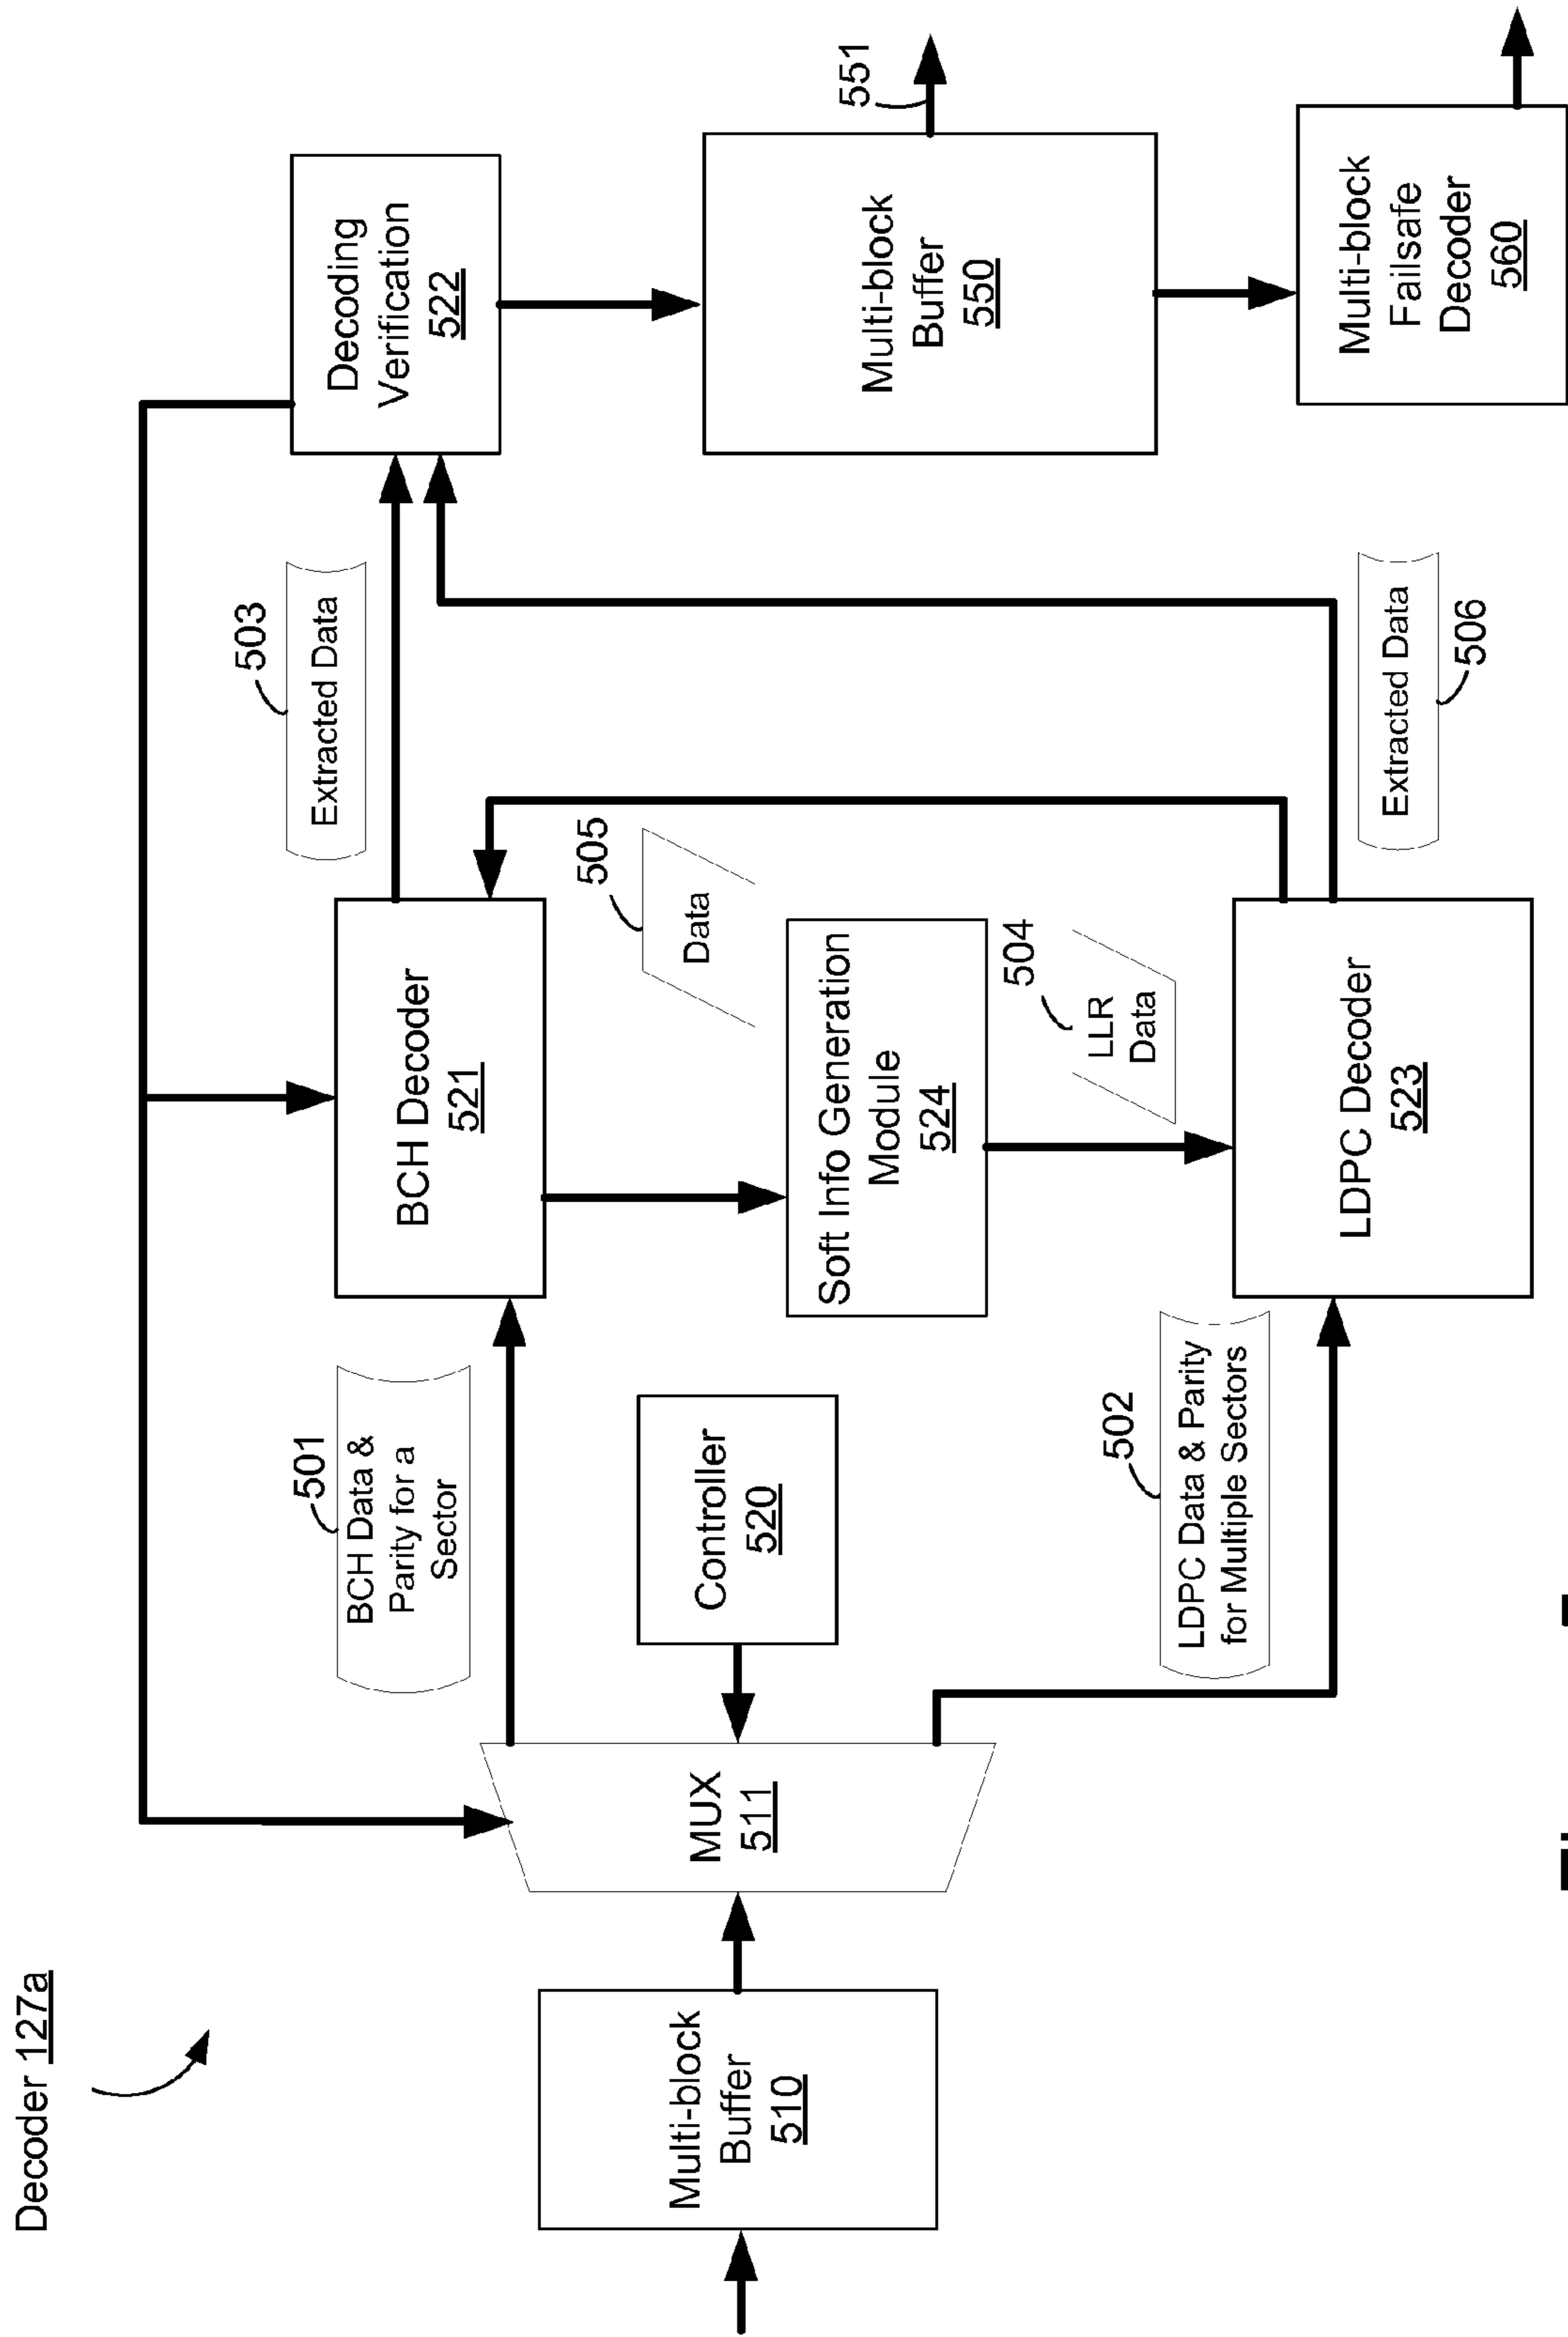 Decoder 127a
Multi-block
Buffer
510
MUX
511
501
BCH Data &
Parity for a
Sector
Controller
520
502
LDPC Data & Parity
for Multiple Sectors
BCH Decoder
521
505
Data
Soft Info Generation
Module
524
504
LLR
Data
LDPC Decoder
523
503
Extracted Data
Extracted Data
506
Decoding
Verification
522
Multi-block
Buffer
550
551
Multi-block
Failsafe
Decoder
560